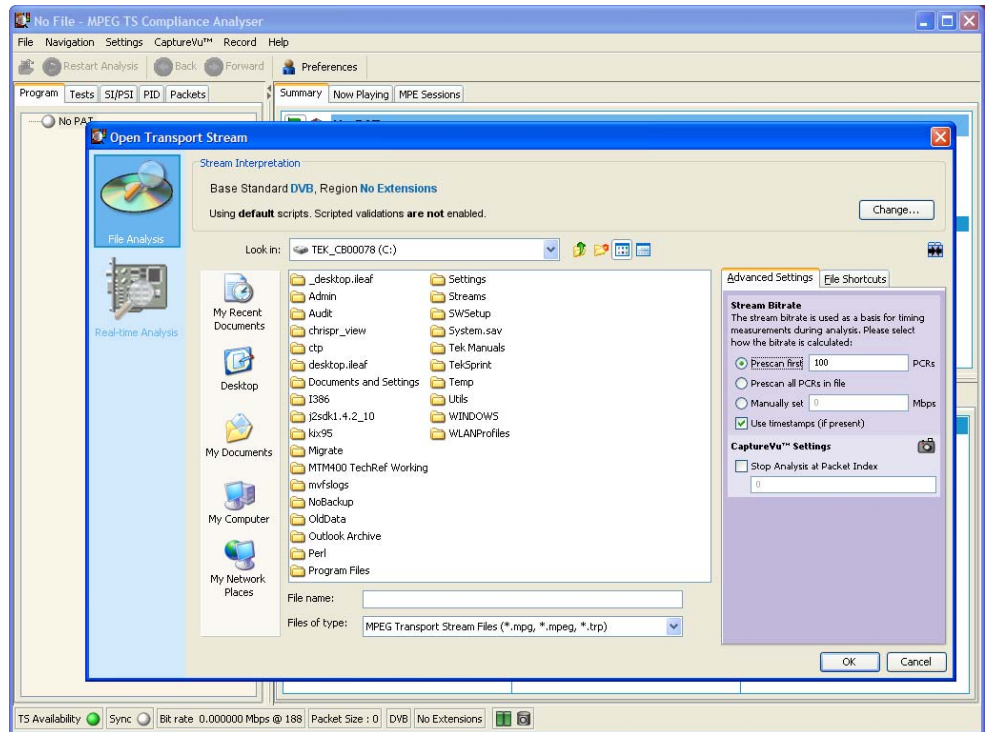 No File - MPEG TS Compliance Analyser
File Navigation Settings CaptureVu™ Record Help
Restart Analysis Back Forward Preferences
Program Tests SI/PSI PID Packets Summary Now Playing MPE Sessions
No PAT
Open Transport Stream
File Analysis
Real-time Analysis
Stream Interpretation
Base Standard DVB, Region No Extensions
Using default scripts. Scripted validations are not enabled.
Change...
Look in: TEK_CB00078 (C:)
My Recent Documents
Desktop
My Documents
My Computer
My Network Places
_desktop.ileaf
Admin
Audit
chrispr_view
ctp
desktop.ileaf
Documents and Settings
I386
j2sdk1.4.2_10
kix95
Migrate
MTM400 TechRef Working
mvfslogs
NoBackup
OldData
Outlook Archive
Perl
Program Files
Settings
Streams
SWSetup
System.sav
Tek Manuals
TekSprint
Temp
Utils
WINDOWS
WLANProfiles
File name:
Files of type: MPEG Transport Stream Files (*.mpg, *.mpeg, *.trp)
Advanced Settings File Shortcuts
Stream Bitrate
The stream bitrate is used as a basis for timing
measurements during analysis. Please select
how the bitrate is calculated:
Prescan first 100 PCRs
Prescan all PCRs in file
Manually set 0 Mbps
Use timestamps (if present)
CaptureVu™ Settings
Stop Analysis at Packet Index
0
OK Cancel
TS Availability Sync Bit rate 0.000000 Mbps @ 188 Packet Size : 0 DVB No Extensions